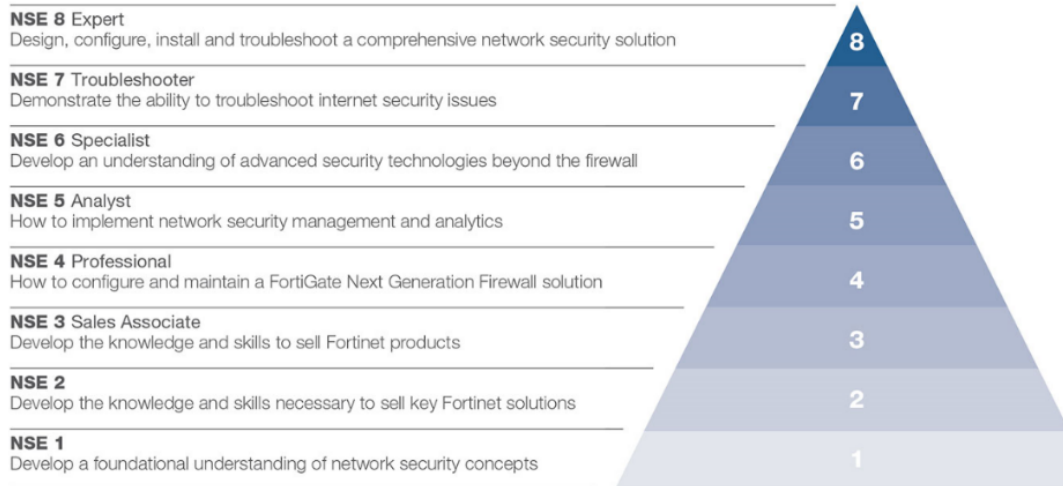 NSE 8 Expert
Design, configure, install and troubleshoot a comprehensive network security solution
8
NSE 7 Troubleshooter
Demonstrate the ability to troubleshoot internet security issues
7
NSE 6 Specialist
Develop an understanding of advanced security technologies beyond the firewall
6
NSE 5 Analyst
How to implement network security management and analytics
5
NSE 4 Professional
How to configure and maintain a FortiGate Next Generation Firewall solution
4
NSE 3 Sales Associate
Develop the knowledge and skills to sell Fortinet products
3
NSE 2
Develop the knowledge and skills necessary to sell key Fortinet solutions
2
NSE 1
Develop a foundational understanding of network security concepts
1